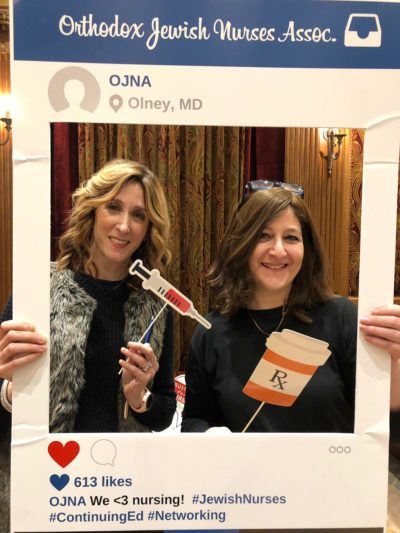 Orthodox Jewish Nurses Assoc.
OJNA
Olney, MD
Rx
613 likes
OJNA We <3 nursing! #JewishNurses
#ContinuingEd #Networking